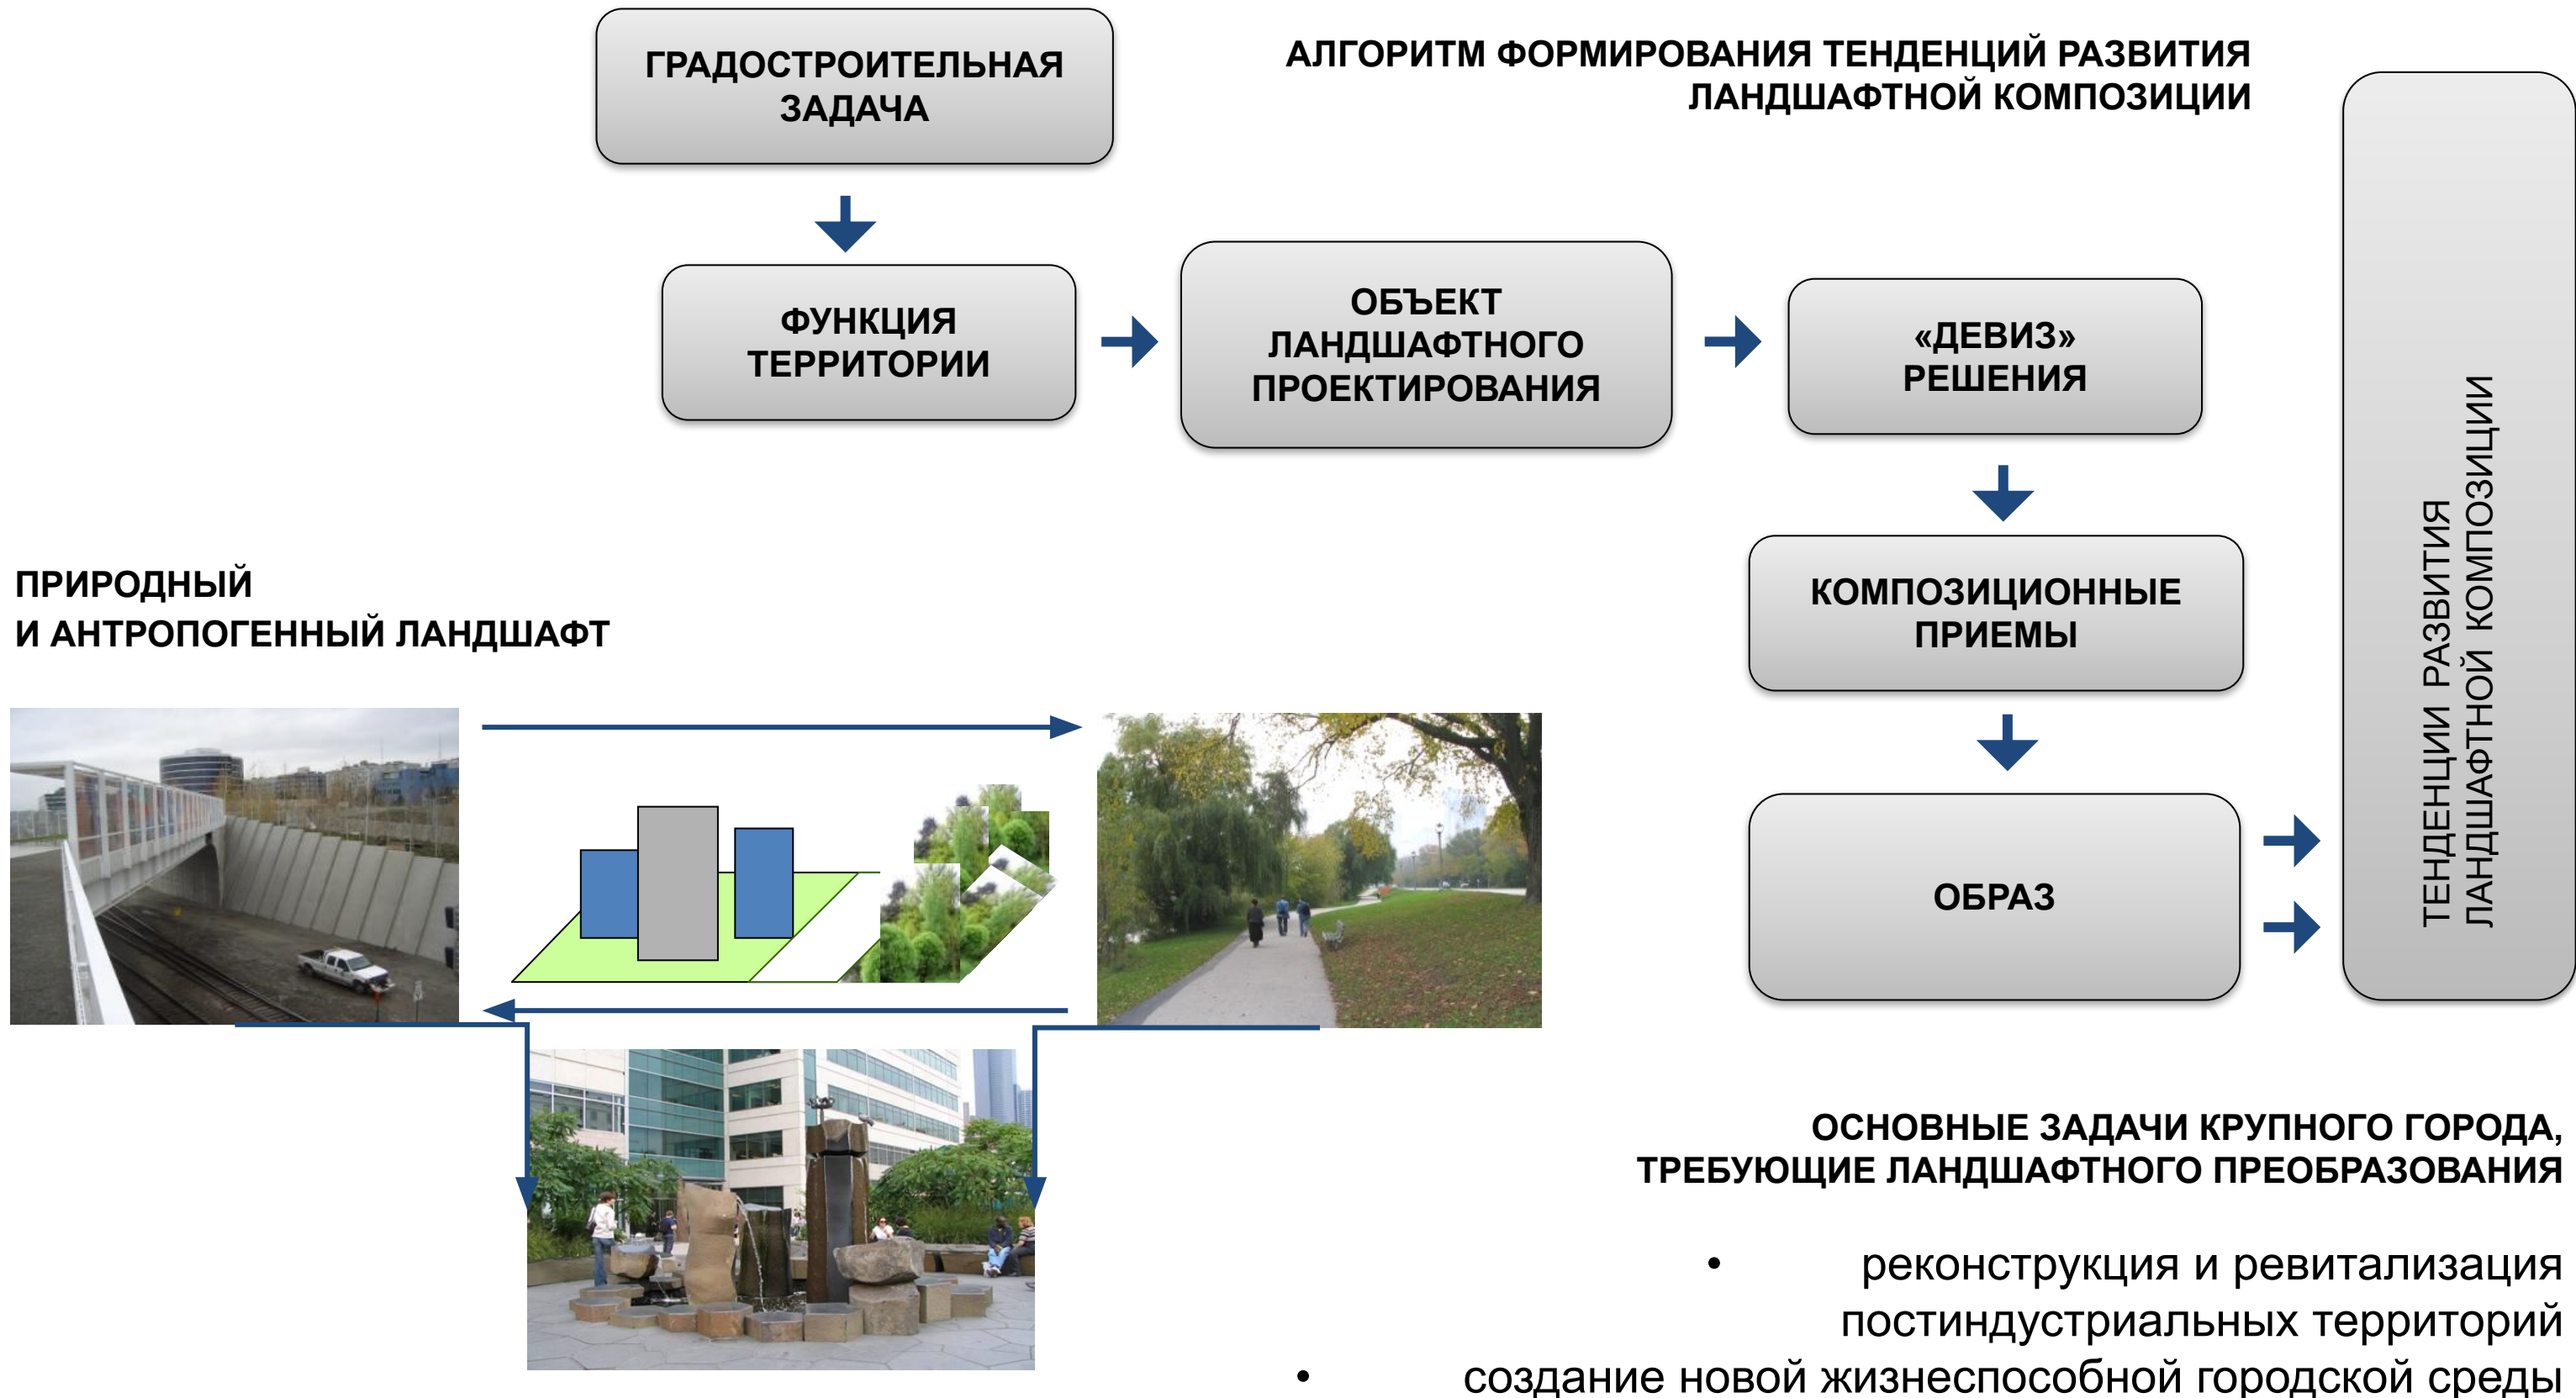 ГРАДОСТРОИТЕЛЬНАЯ
ЗАДАЧА
АЛГОРИТМ ФОРМИРОВАНИЯ ТЕНДЕНЦИЙ РАЗВИТИЯ
ЛАНДШАФТНОЙ КОМПОЗИЦИИ
ФУНКЦИЯ
ТЕРРИТОРИИ
ОБЪЕКТ
ЛАНДШАФТНОГО
ПРОЕКТИРОВАНИЯ
«ДЕВИЗ»
РЕШЕНИЯ
КОМПОЗИЦИОННЫЕ
ПРИЕМЫ
ОБРАЗ
ТЕНДЕНЦИИ РАЗВИТИЯ
ЛАНДШАФТНОЙ КОМПОЗИЦИИ
ПРИРОДНЫЙ
И АНТРОПОГЕННЫЙ ЛАНДШАФТ
ОСНОВНЫЕ ЗАДАЧИ КРУПНОГО ГОРОДА,
ТРЕБУЮЩИЕ ЛАНДШАФТНОГО ПРЕОБРАЗОВАНИЯ
• реконструкция и ревитализация
постиндустриальных территорий
• создание новой жизнеспособной городской среды